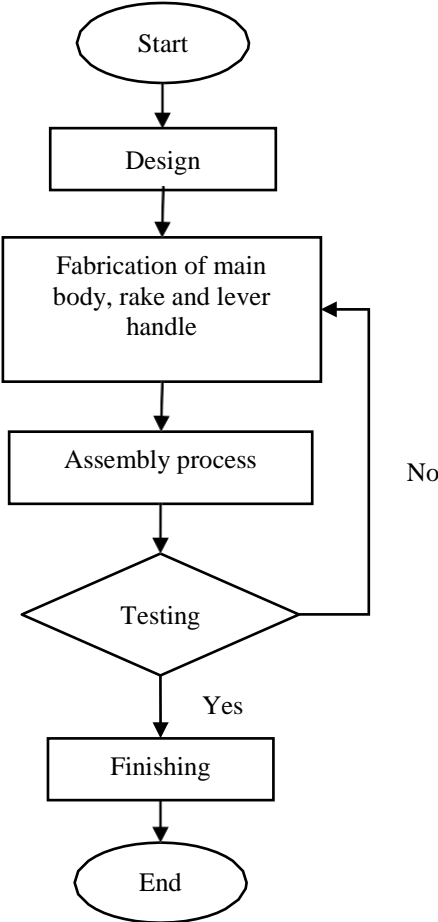 Start
Design
Fabrication of main
body, rake and lever
handle
Assembly process
No
Testing
Yes
Finishing
End